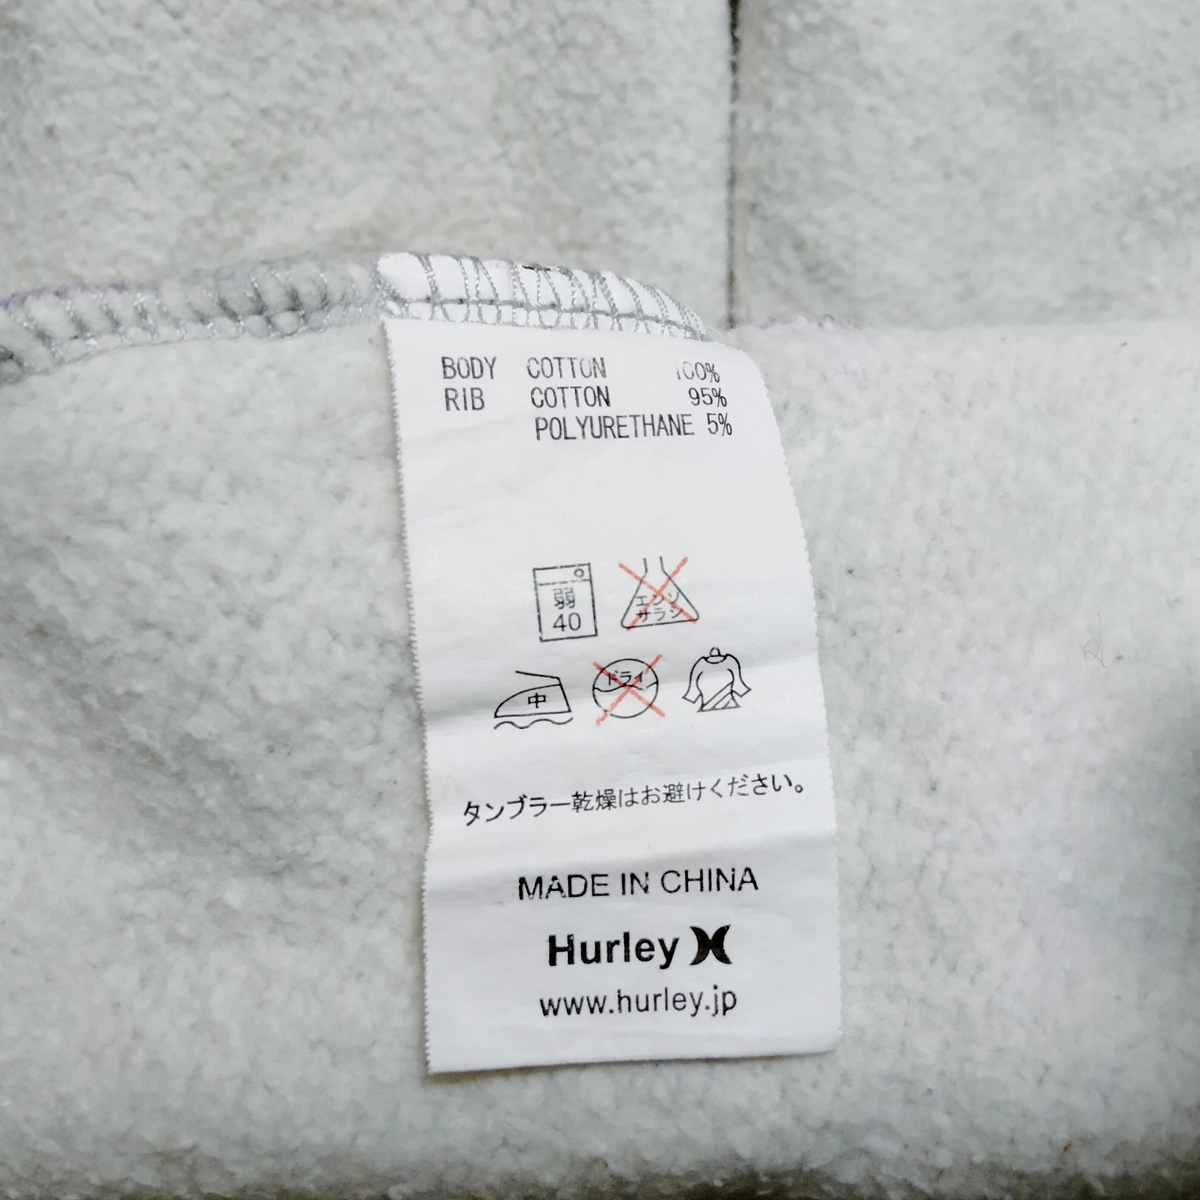 BODY COTTON 100%
RIB COTTON 95%
POLYURETHANE 5%
弱
40
エンソ
サラシ
中
ドライ
タンブラー乾燥はお避けください。
MADE IN CHINA
Hurley
www.hurley.jp